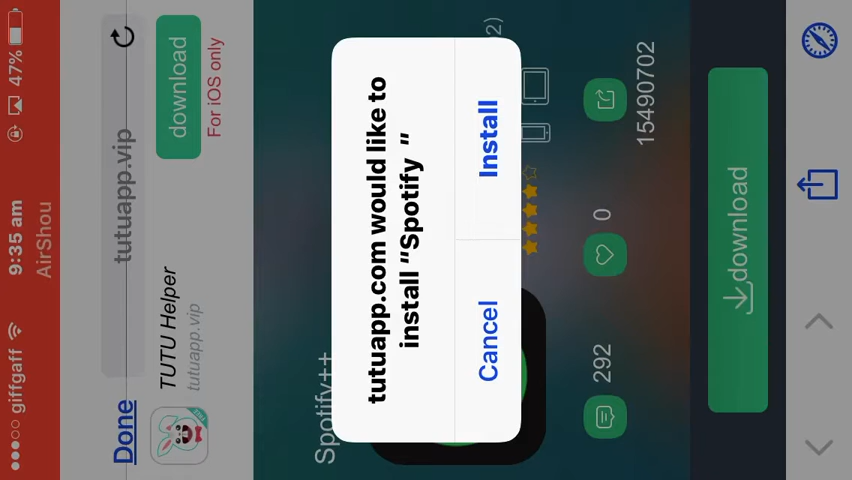 giffgaff 9:35 am 47%
AirShou
Done tutuapp.vip
TUTU Helper
tutuapp.vip
download
For iOS only
Spotify++
2)
tutuapp.com would like to
install "Spotify "
Cancel Install
292 0 15490702
download